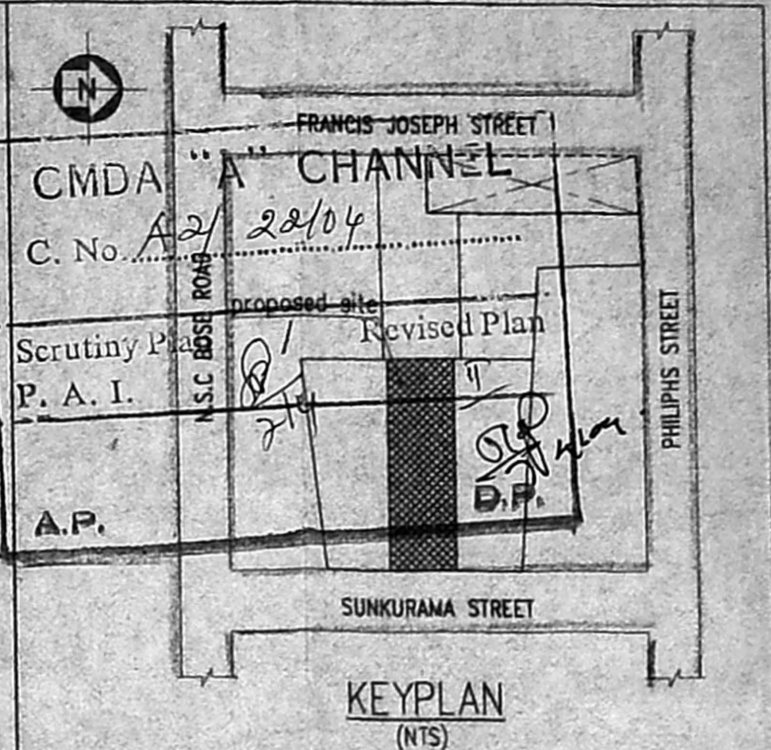 N
FRANCIS JOSEPH STREET
CMDA "A" CHANNEL
C. No. A2/ 22/04
N.S.C BOSE ROAD
proposed site
Scrutiny Plan
Revised Plan
P. A. I.
PHILIPHS STREET
D.P.
A.P.
SUNKURAMA STREET
KEYPLAN
(NTS)